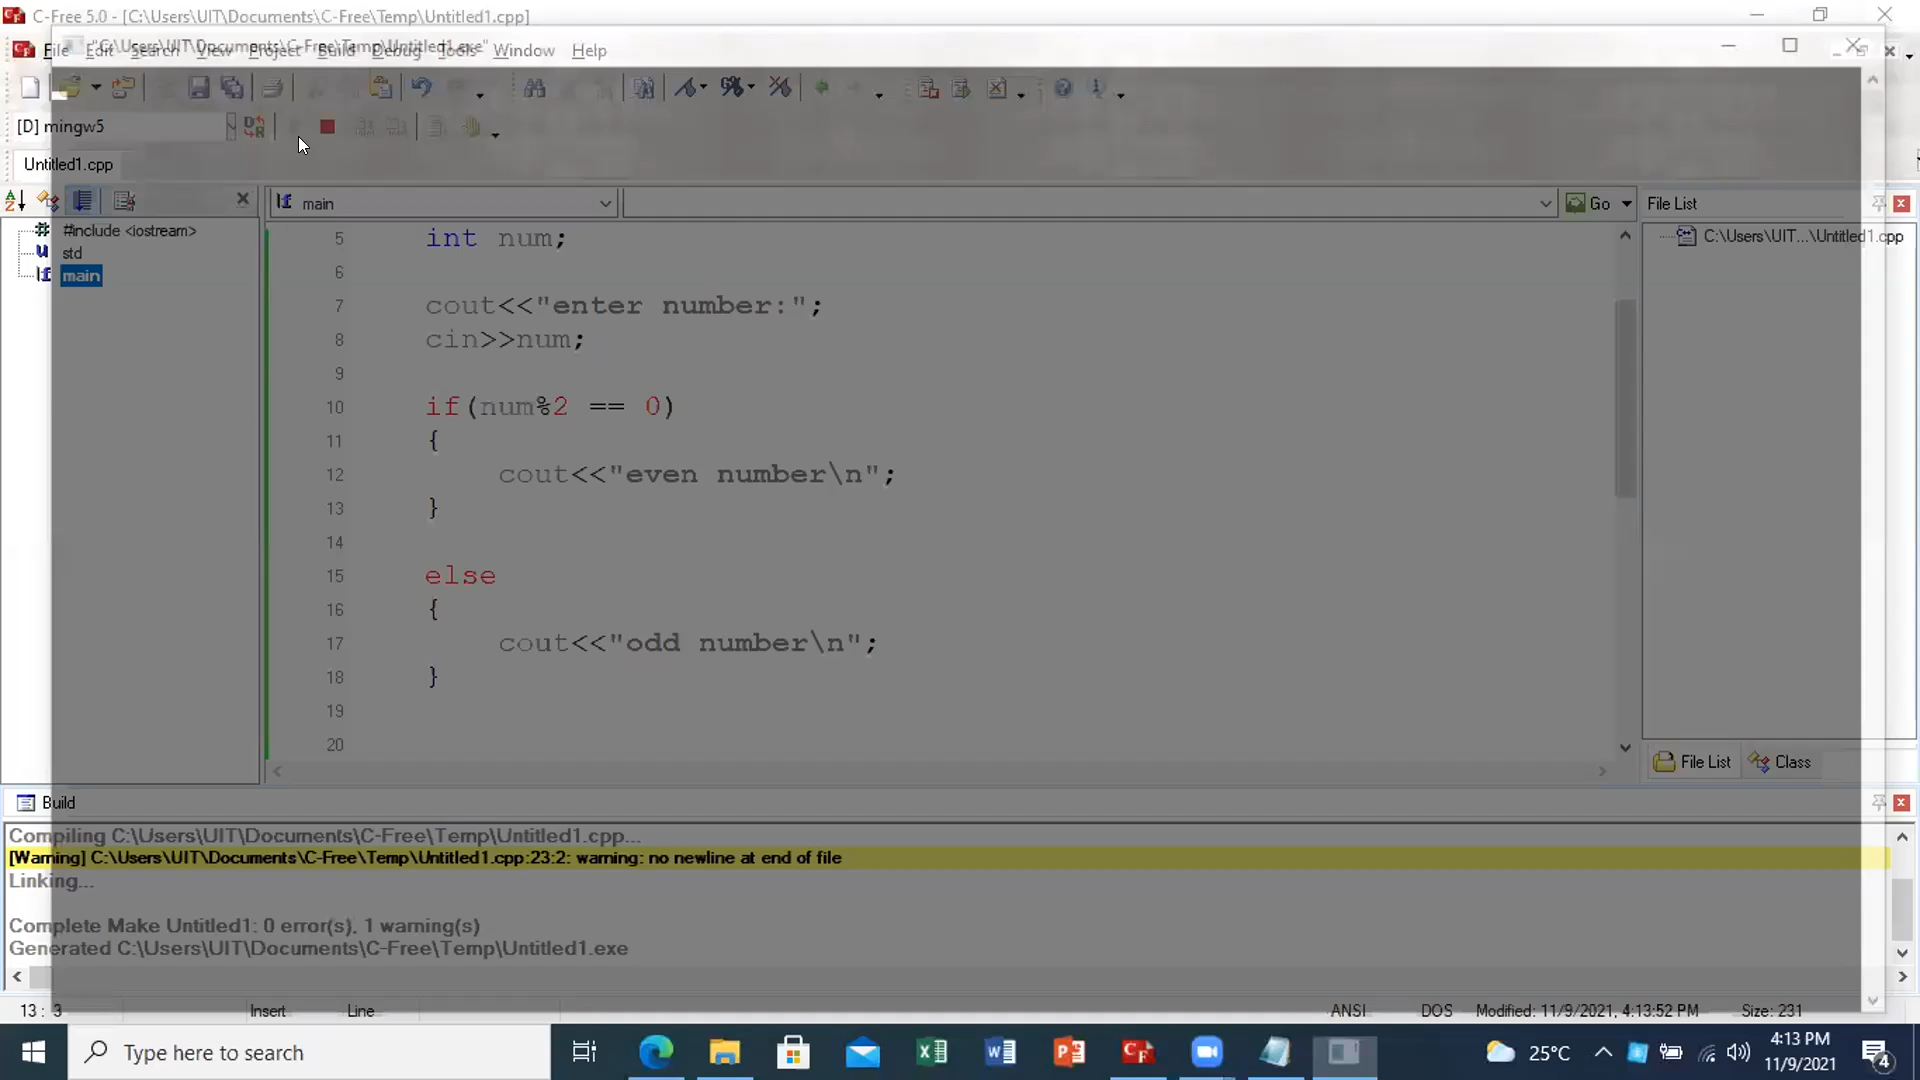 C-Free 5.0 - [C:\Users\UIT\Documents\C-Free\Temp\Untitled1.cpp]
"C:\Users\UIT\Documents\C-Free\Temp\Untitled1.exe"
File Edit Search View Project Build Debug Tools Window Help
[D] mingw5
Untitled1.cpp
main
Go
File List
#include <iostream>
std
main
C:\Users\UIT...\Untitled1.cpp
5 int num;
6
7 cout<<"enter number:";
8 cin>>num;
9
10 if(num%2 == 0)
11 {
12 cout<<"even number\n";
13 }
14
15 else
16 {
17 cout<<"odd number\n";
18 }
19
20
File List Class
Build
Compiling C:\Users\UIT\Documents\C-Free\Temp\Untitled1.cpp...
[Warning] C:\Users\UIT\Documents\C-Free\Temp\Untitled1.cpp:23:2: warning: no newline at end of file
Linking...
Complete Make Untitled1: 0 error(s), 1 warning(s)
Generated C:\Users\UIT\Documents\C-Free\Temp\Untitled1.exe
13 : 3 Insert Line ANSI DOS Modified: 11/9/2021, 4:13:52 PM Size: 231
Type here to search
25°C
4:13 PM
11/9/2021
4